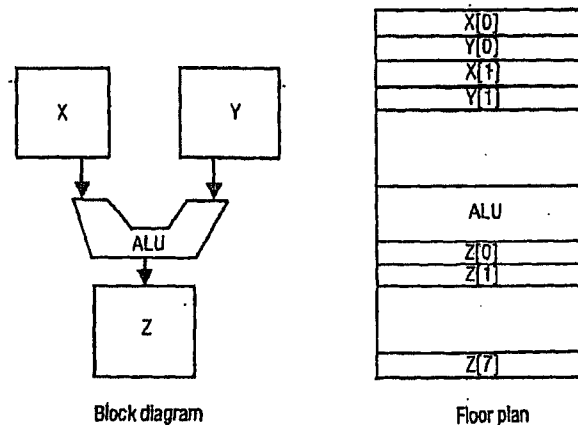 X
Y
ALU
Z
Block diagram
X[0]
Y[0]
X[1]
Y[1]
ALU
Z[0]
Z[1]
Z[7]
Floor plan